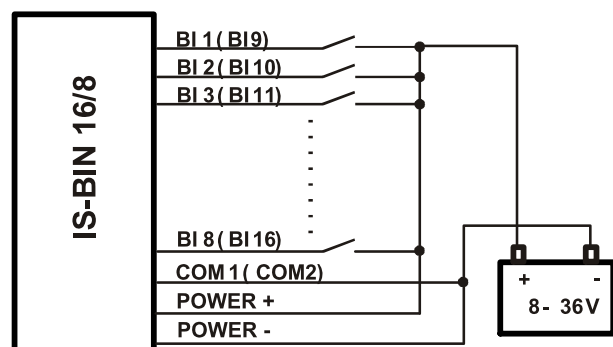 IS-BIN 16/8
BI 1 ( BI9)
BI 2 ( BI10)
BI 3 ( BI11)
BI 8 ( BI16)
COM 1 ( COM2)
POWER +
POWER -
+ -
8- 36V